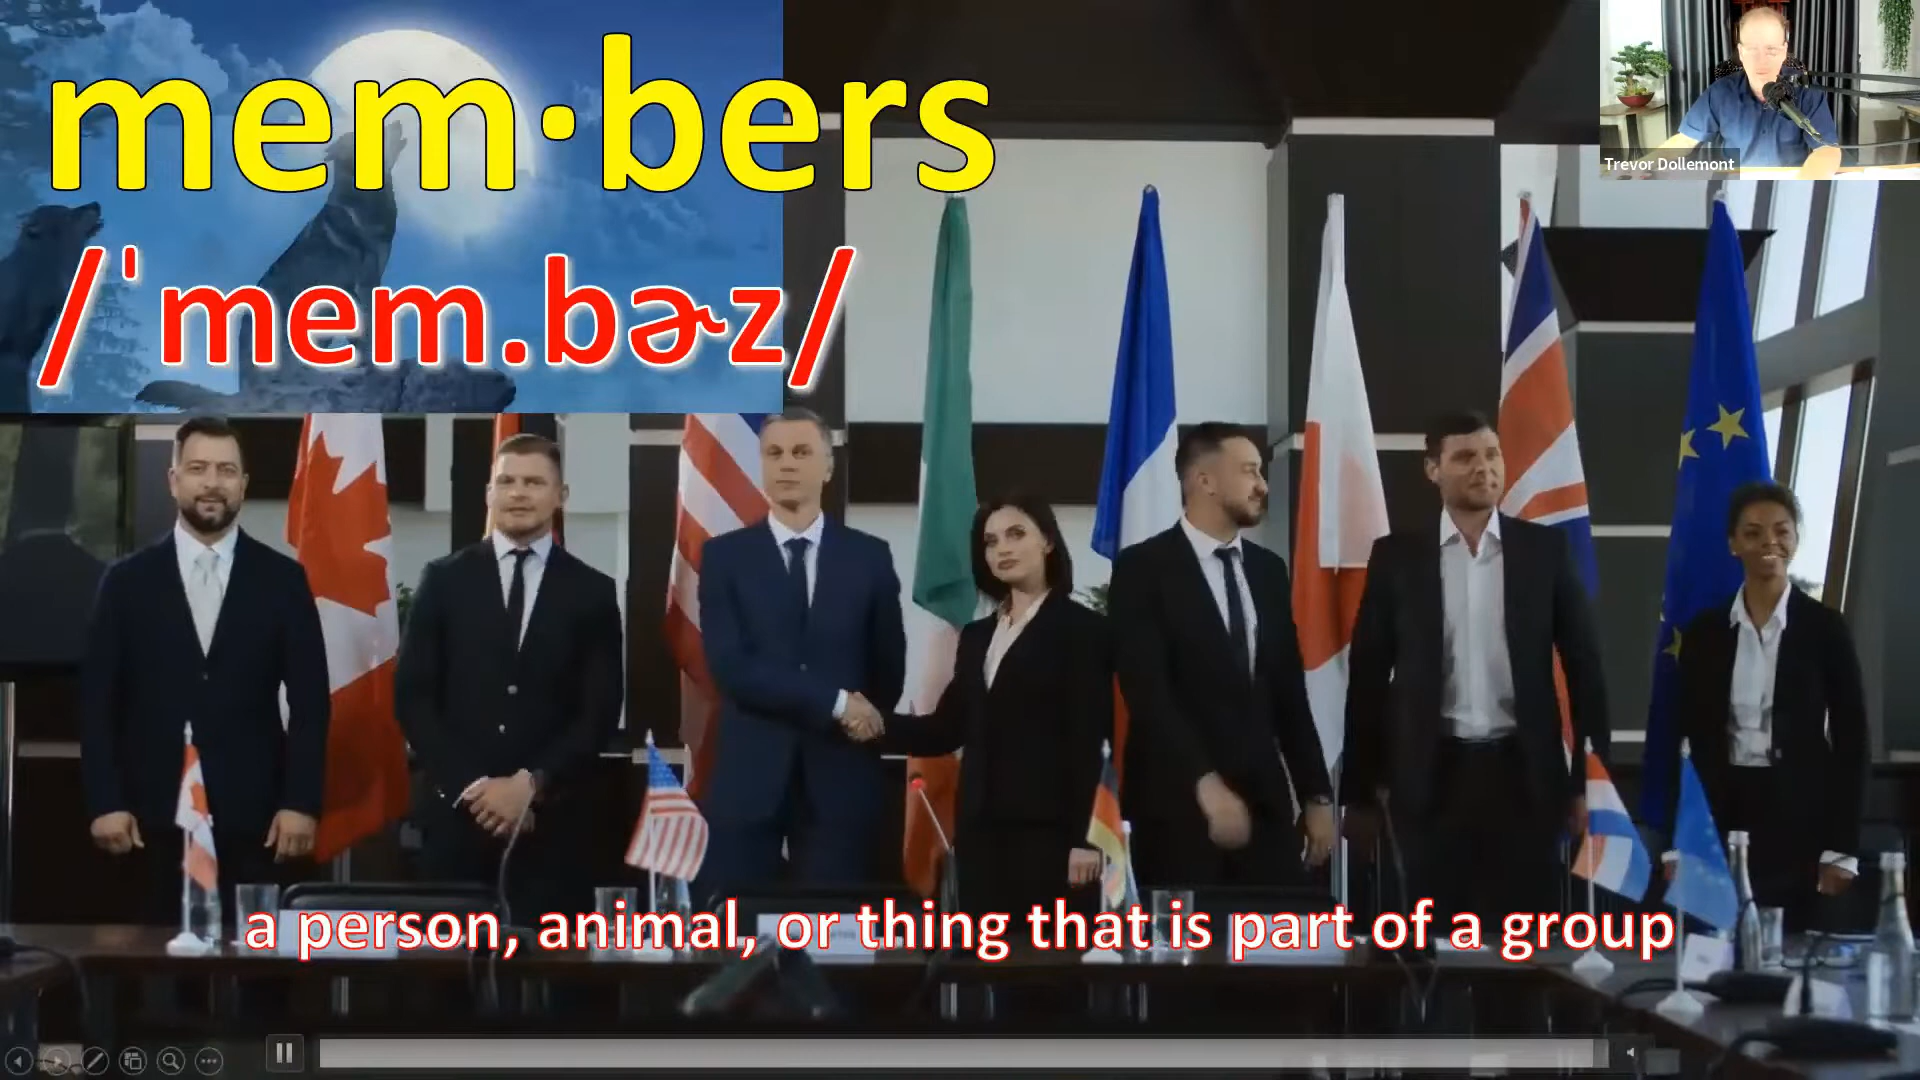 mem·bers
/ˈmem.bɚz/
Trevor Dollemont
a person, animal, or thing that is part of a group